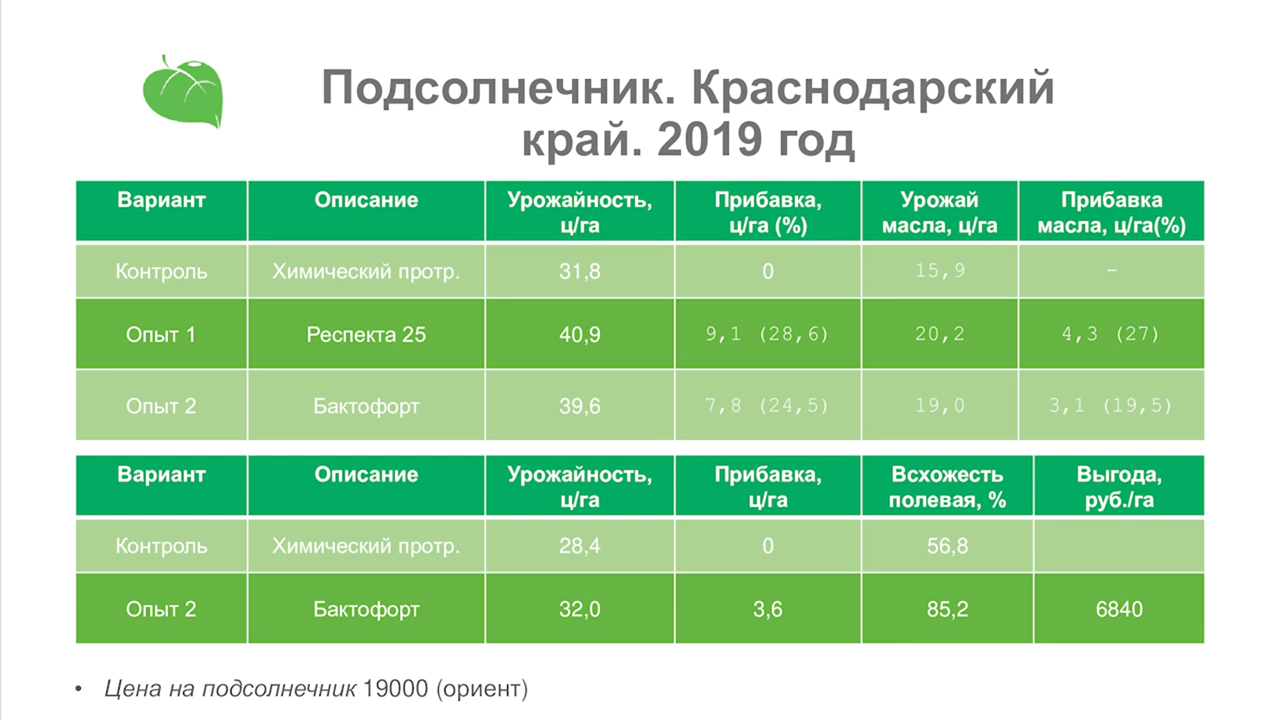 Подсолнечник. Краснодарский
край. 2019 год
Вариант Описание Урожайность, ц/га Прибавка, ц/га (%) Урожай масла, ц/га Прибавка масла, ц/га(%)
Контроль Химический протр. 31,8 0 15,9 –
Опыт 1 Респекта 25 40,9 9,1 (28,6) 20,2 4,3 (27)
Опыт 2 Бактофорт 39,6 7,8 (24,5) 19,0 3,1 (19,5)
Вариант Описание Урожайность, ц/га Прибавка, ц/га Всхожесть полевая, % Выгода, руб./га
Контроль Химический протр. 28,4 0 56,8
Опыт 2 Бактофорт 32,0 3,6 85,2 6840
• Цена на подсолнечник 19000 (ориент)